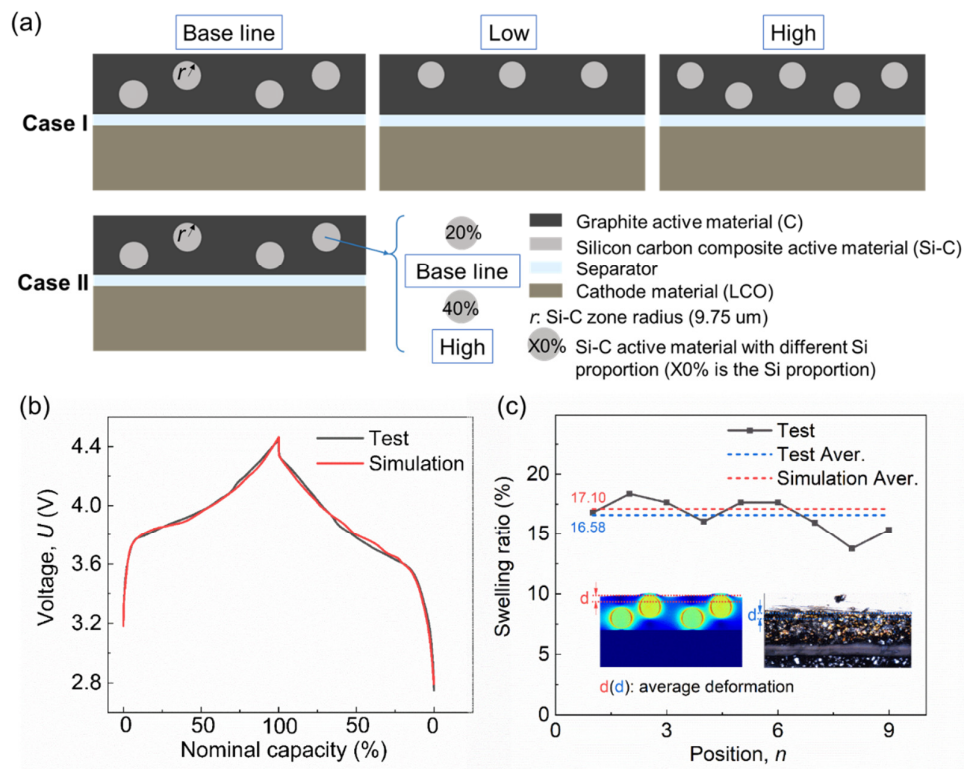 (a)
Base line
Low
High
r
Case I
Case II
r
20%
Base line
40%
High
Graphite active material (C)
Silicon carbon composite active material (Si-C)
Separator
Cathode material (LCO)
r: Si-C zone radius (9.75 um)
X0%
Si-C active material with different Si
proportion (X0% is the Si proportion)
(b)
Test
Simulation
Voltage, U (V)
4.4
4.0
3.6
3.2
2.8
0
50
100
50
0
Nominal capacity (%)
(c)
Test
Test Aver.
Simulation Aver.
Swelling ratio (%)
20
15
10
5
0
17.10
16.58
d
d
d(d): average deformation
0
3
6
9
Position, n